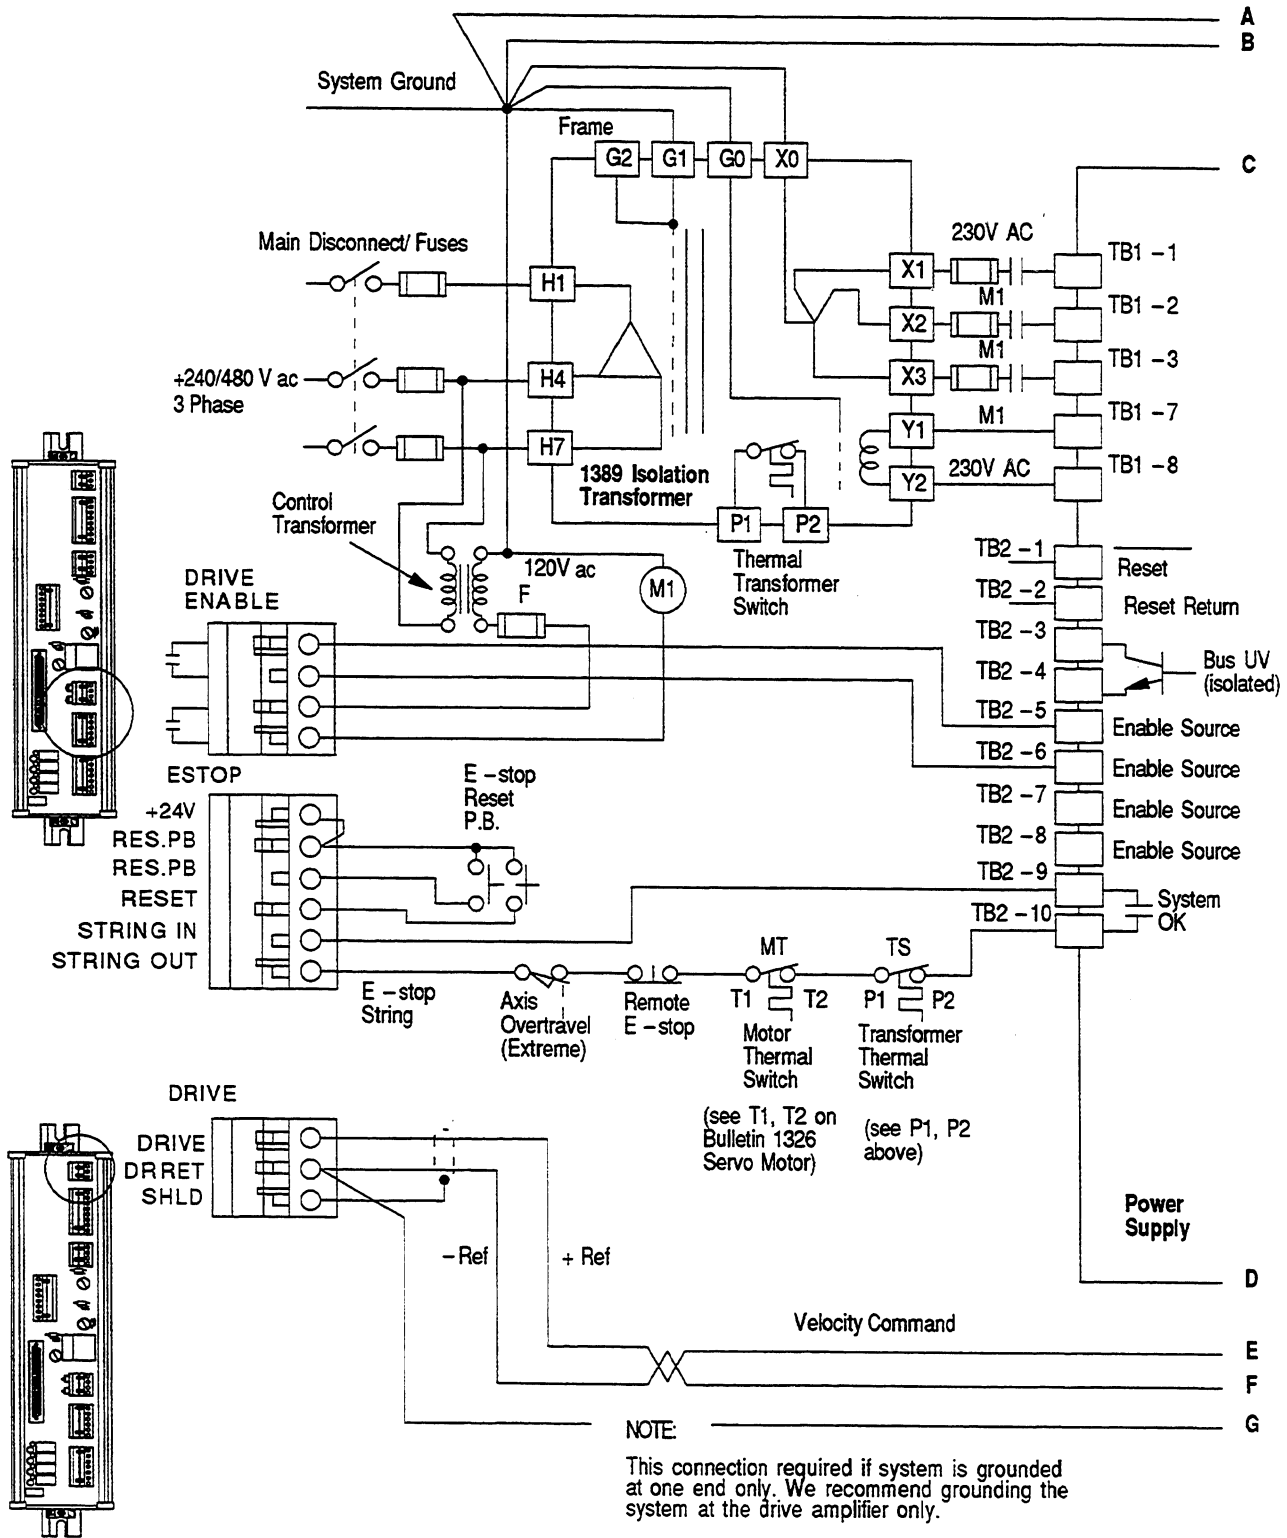 A
B
System Ground
Frame
G2
G1
G0
X0
C
Main Disconnect/ Fuses
230V AC
TB1 -1
H1
X1
M1
TB1 -2
X2
M1
TB1 -3
+240/480 V ac
3 Phase
H4
X3
M1
TB1 -7
H7
Y1
1389 Isolation
Transformer
230V AC
TB1 -8
Y2
Control
Transformer
P1
P2
Thermal
Transformer
Switch
120V ac
F
M1
TB2 -1
Reset
TB2 -2
Reset Return
TB2 -3
TB2 -4
Bus UV
(isolated)
TB2 -5
Enable Source
TB2 -6
Enable Source
TB2 -7
Enable Source
TB2 -8
Enable Source
TB2 -9
TB2 -10
System
OK
DRIVE
ENABLE
ESTOP
+24V
RES.PB
RES.PB
RESET
STRING IN
STRING OUT
E -stop
Reset
P.B.
E -stop
String
Axis
Overtravel
(Extreme)
Remote
E -stop
MT
T1
T2
Motor
Thermal
Switch
(see T1, T2 on
Bulletin 1326
Servo Motor)
TS
P1
P2
Transformer
Thermal
Switch
(see P1, P2
above)
DRIVE
DRIVE
DRRET
SHLD
-Ref
+ Ref
Power
Supply
D
Velocity Command
E
F
G
NOTE:
This connection required if system is grounded
at one end only. We recommend grounding the
system at the drive amplifier only.